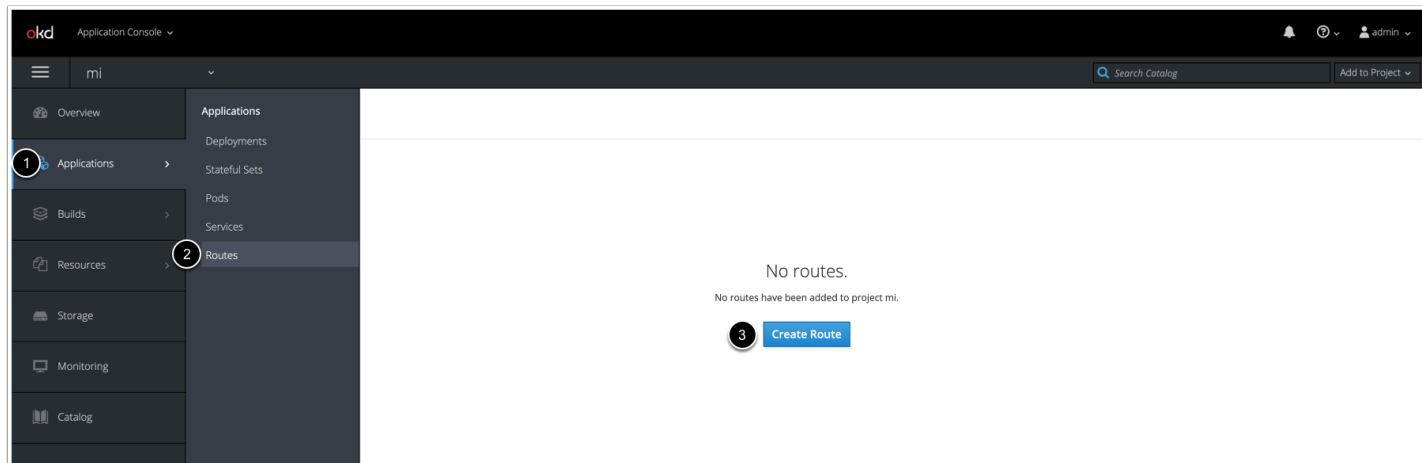 okd Application Console admin
mi Search Catalog Add to Project
Overview
1 Applications
Builds
Resources
Storage
Monitoring
Catalog
Applications
Deployments
Stateful Sets
Pods
Services
2 Routes
No routes.
No routes have been added to project mi.
3 Create Route